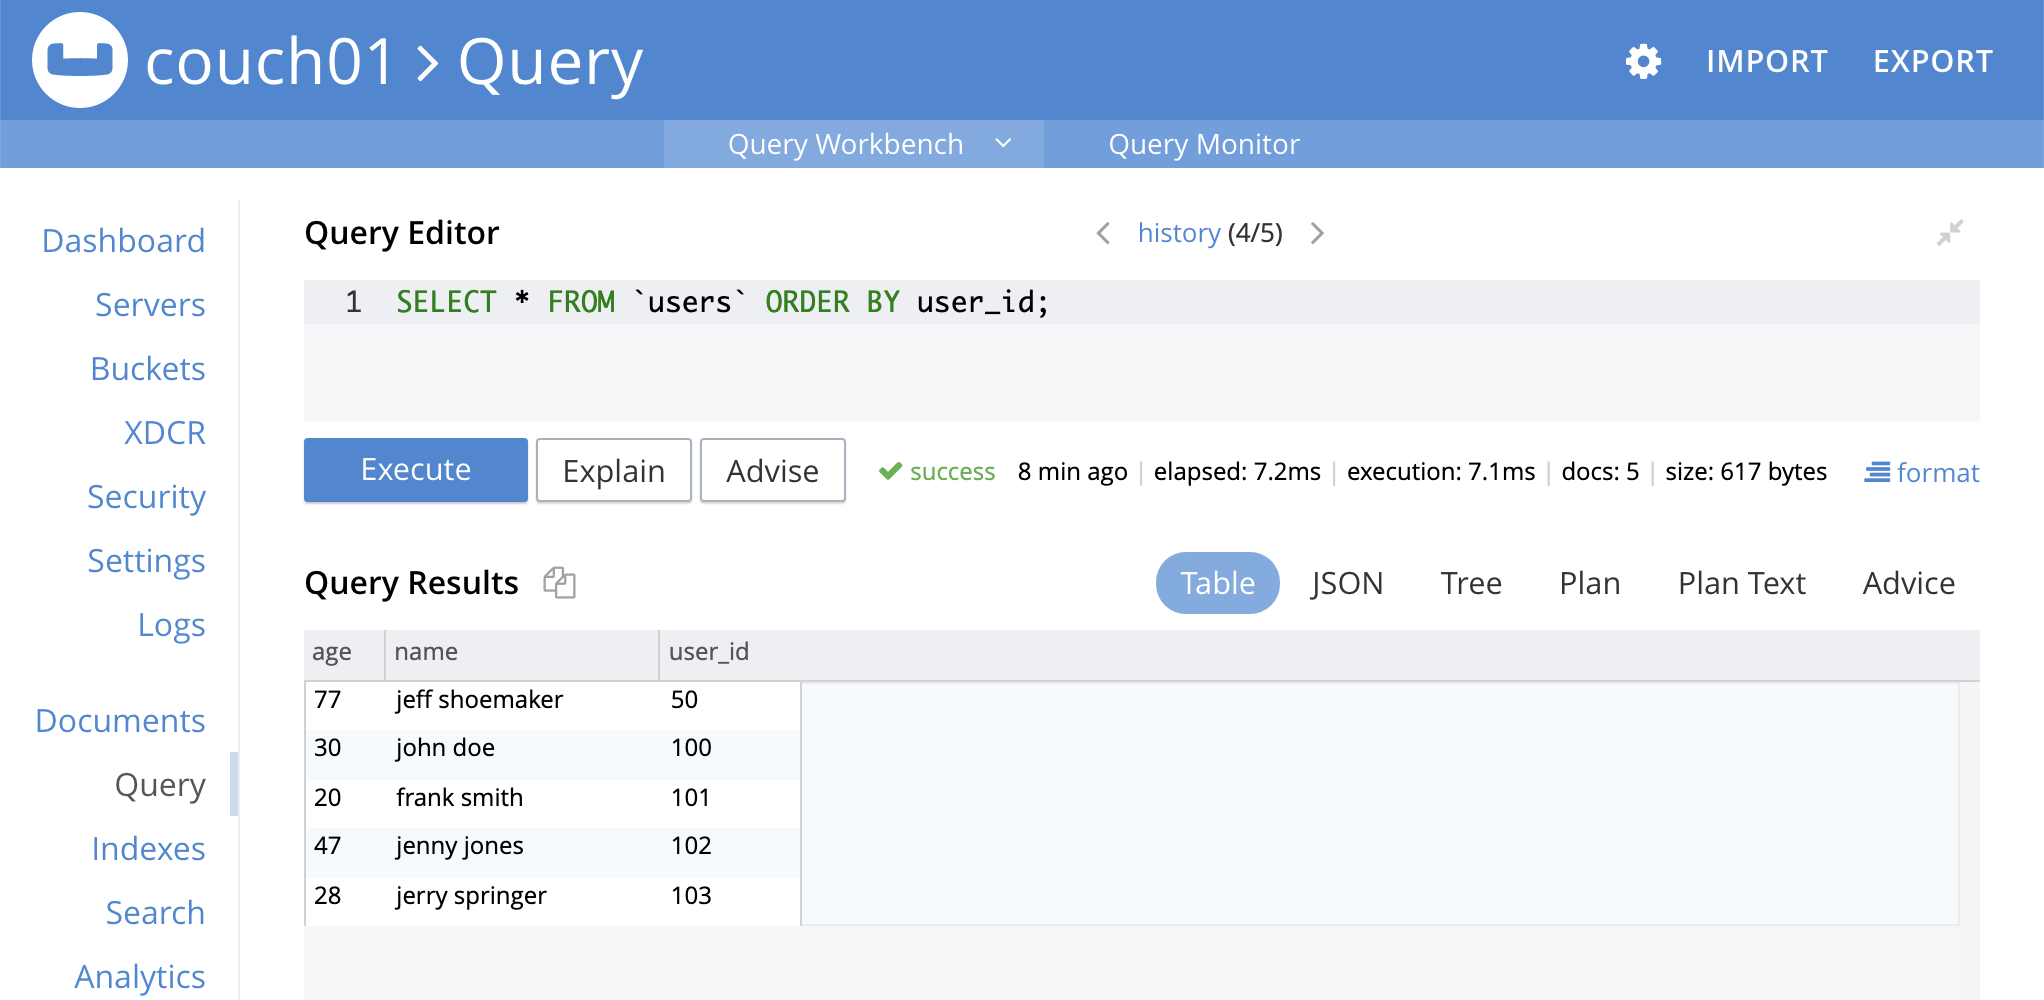 couch01 > Query
IMPORT EXPORT
Query Workbench Query Monitor
Dashboard
Servers
Buckets
XDCR
Security
Settings
Logs
Documents
Query
Indexes
Search
Analytics
Query Editor
history (4/5)
1 SELECT * FROM `users` ORDER BY user_id;
Execute Explain Advise success 8 min ago | elapsed: 7.2ms | execution: 7.1ms | docs: 5 | size: 617 bytes format
Query Results
Table JSON Tree Plan Plan Text Advice
age name user_id
77 jeff shoemaker 50
30 john doe 100
20 frank smith 101
47 jenny jones 102
28 jerry springer 103